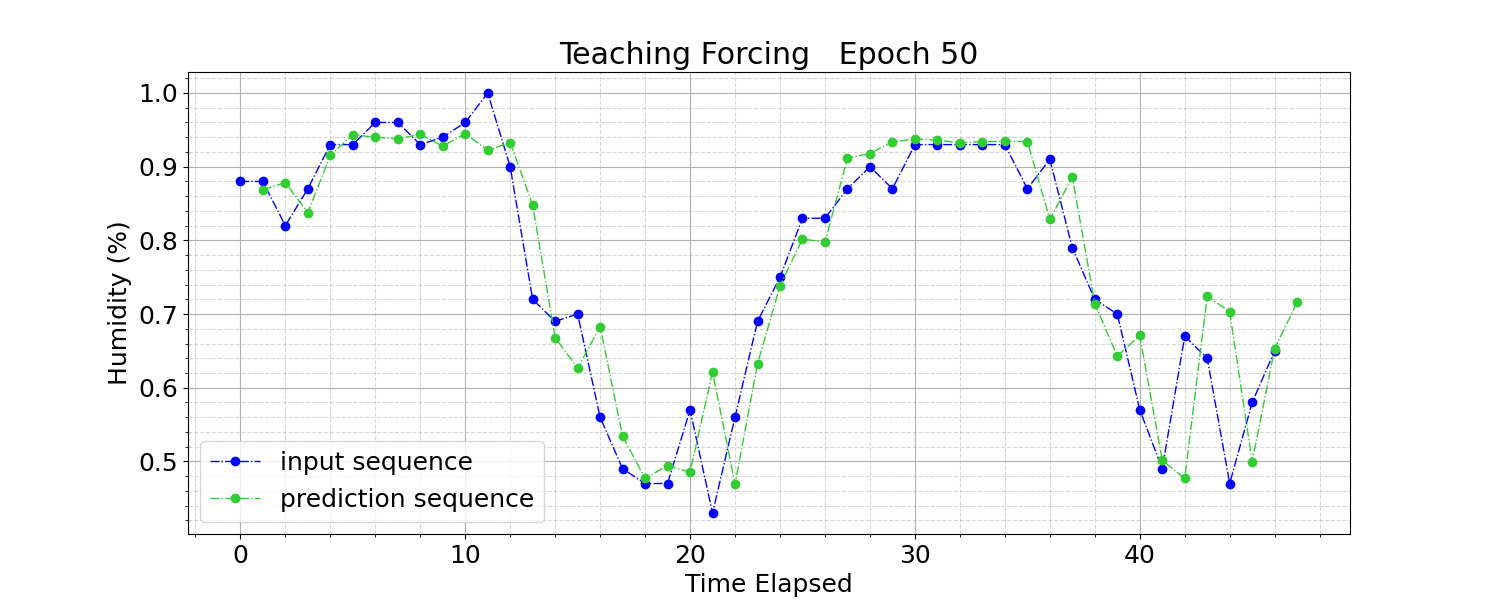 Teaching Forcing   Epoch 50
1.0
0.9
0.8
0.7
0.6
0.5
Humidity (%)
input sequence
prediction sequence
0 10 20 30 40
Time Elapsed